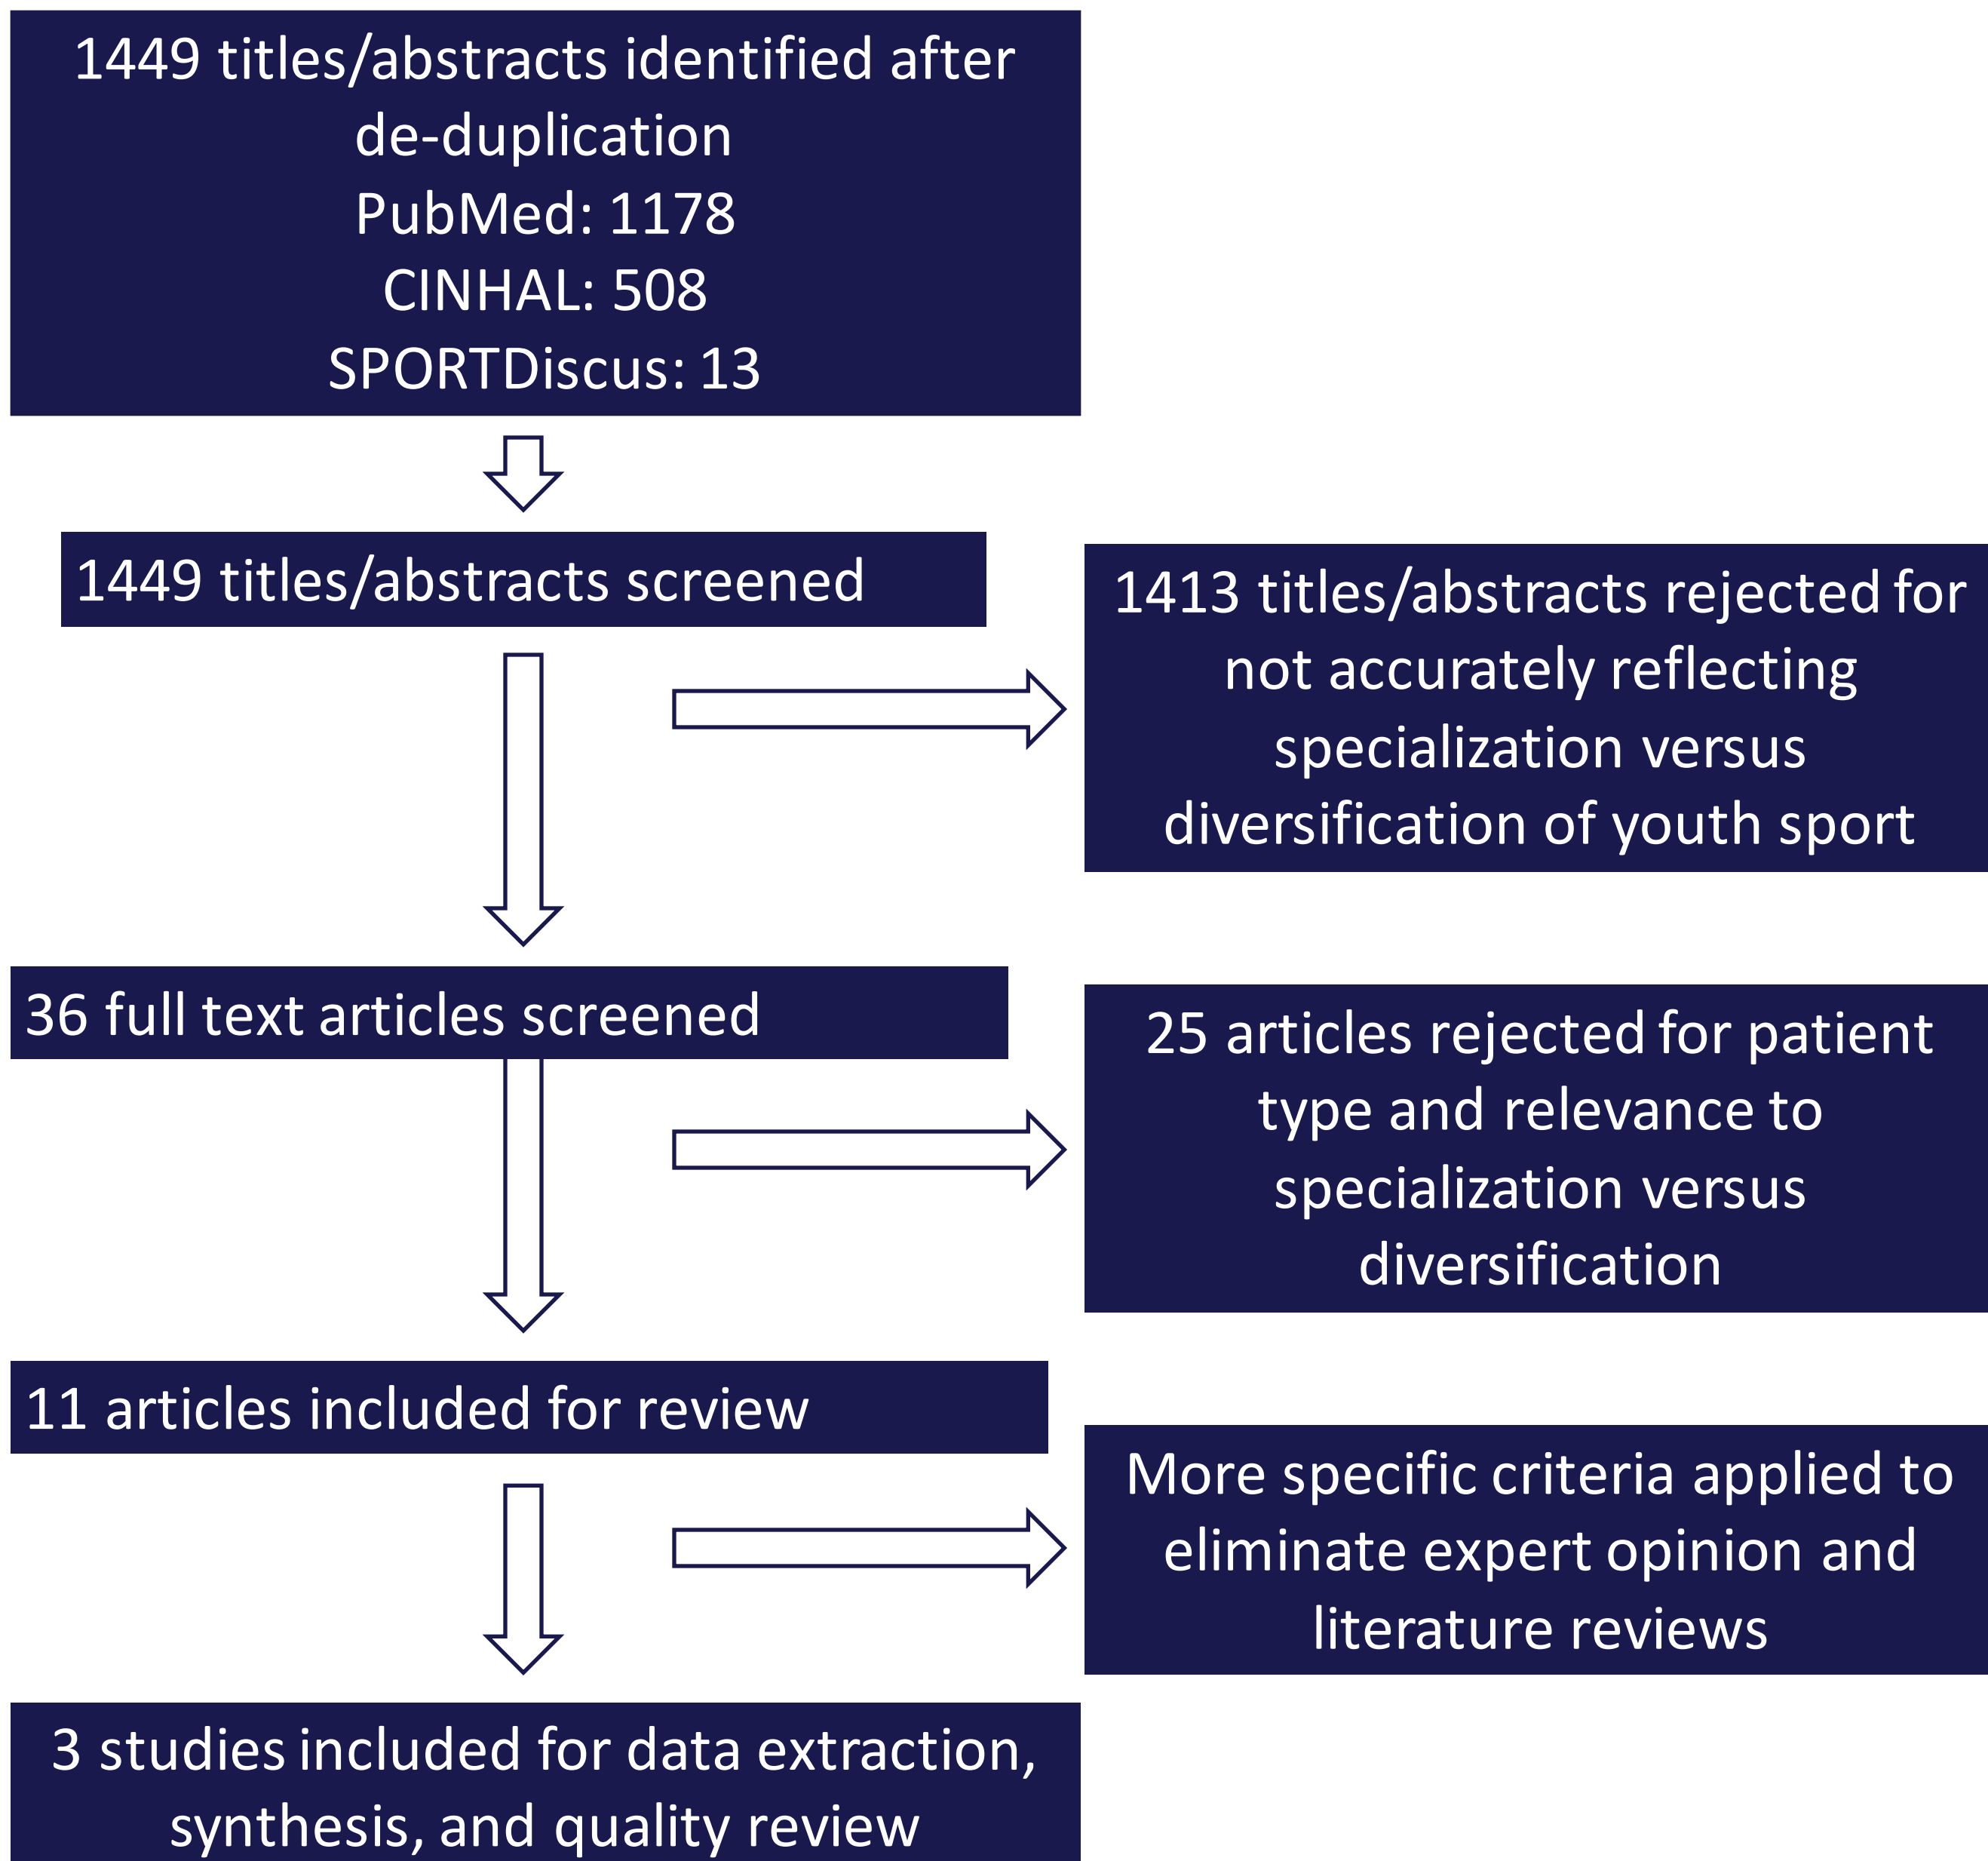 1449 titles/abstracts identified after
de-duplication
PubMed: 1178
CINHAL: 508
SPORTDiscus: 13
1449 titles/abstracts screened
1413 titles/abstracts rejected for
not accurately reflecting
specialization versus
diversification of youth sport
36 full text articles screened
25 articles rejected for patient
type and relevance to
specialization versus
diversification
11 articles included for review
More specific criteria applied to
eliminate expert opinion and
literature reviews
3 studies included for data extraction,
synthesis, and quality review